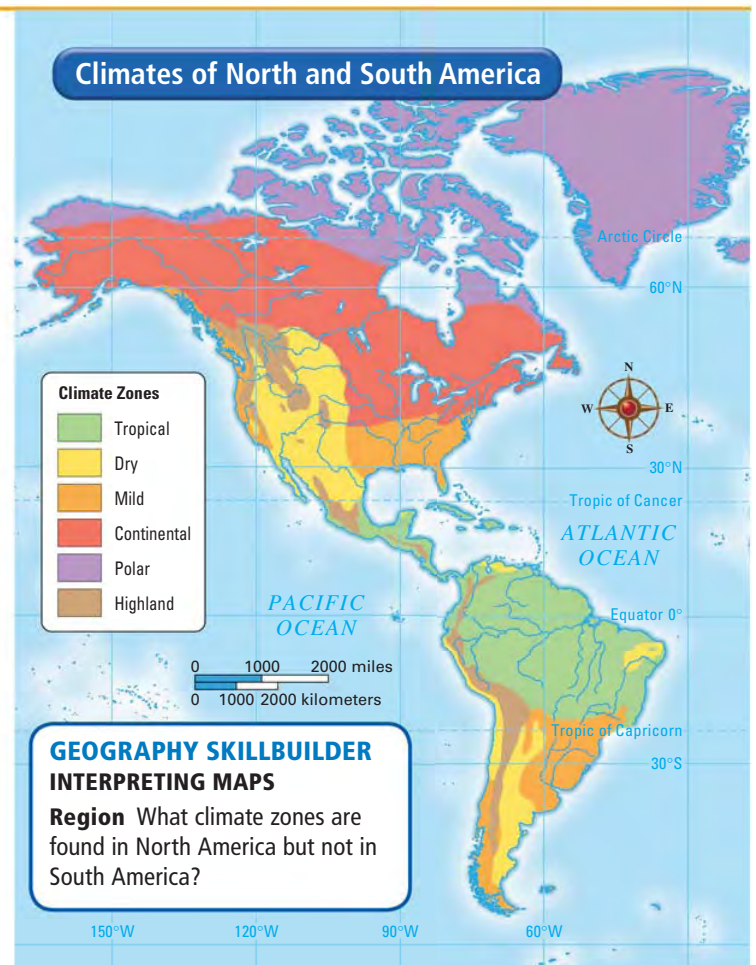 Climates of North and South America
Arctic Circle
60°N
Climate Zones
Tropical
Dry
Mild
Continental
Polar
Highland
N
W E
S
30°N
Tropic of Cancer
ATLANTIC
OCEAN
PACIFIC
OCEAN
Equator 0°
0 1000 2000 miles
0 1000 2000 kilometers
Tropic of Capricorn
30°S
GEOGRAPHY SKILLBUILDER
INTERPRETING MAPS
Region What climate zones are
found in North America but not in
South America?
150°W 120°W 90°W 60°W